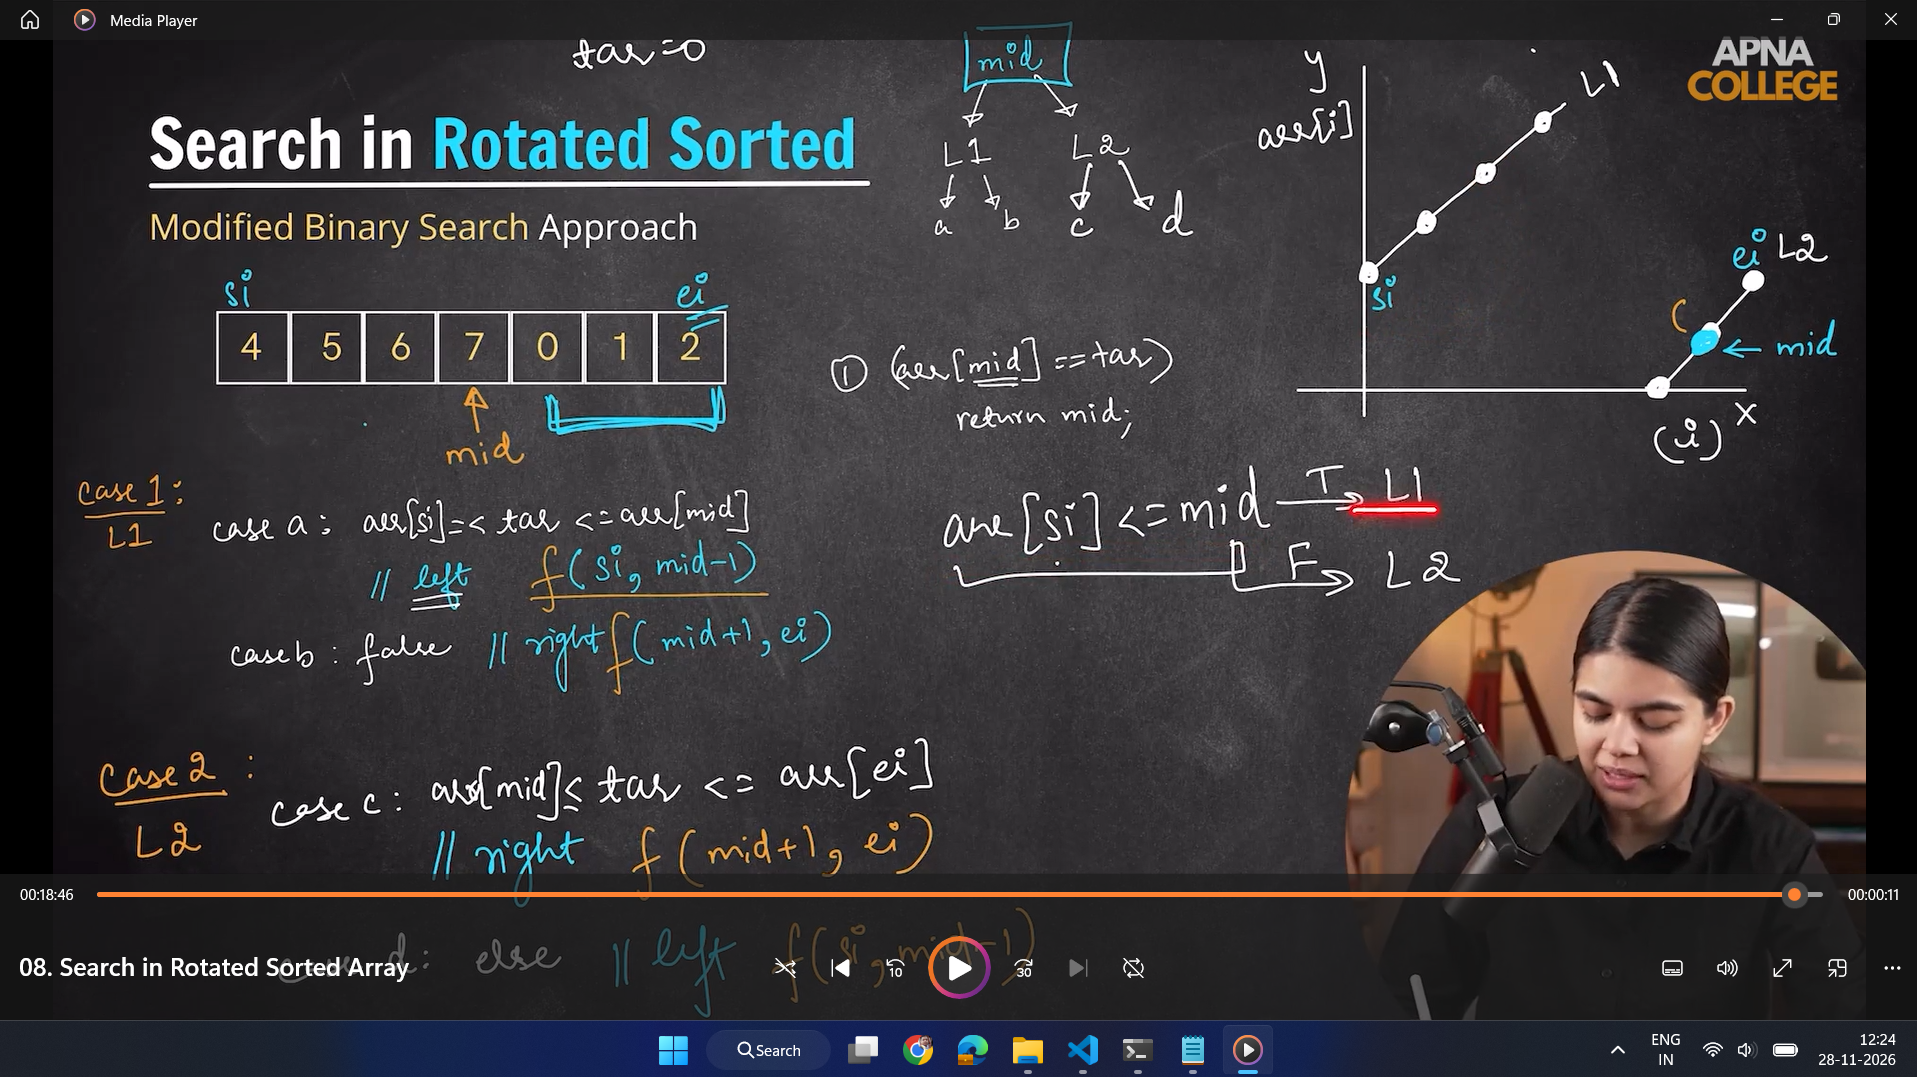 Media Player
tar=0
APNA
COLLEGE
Search in Rotated Sorted
Modified Binary Search Approach
mid
L1 L2
a b c d
y
arr[i]
L1
si
ei L2
C
mid
x
(i)
si ei
4 5 6 7 0 1 2
mid
① (arr[mid] == tar)
return mid;
arr[si] <= mid T L1
F L2
Case 1:
L1
case a: arr[si] =< tar <= arr[mid]
// left f(si, mid-1)
case b: false // right f(mid+1, ei)
Case 2:
L2
case c: arr[mid] ≤ tar <= arr[ei]
// right f(mid+1, ei)
case d: else // left f(si, mid-1)
00:18:46 00:00:11
08. Search in Rotated Sorted Array
10 30
Search
ENG
IN
12:24
28-11-2026